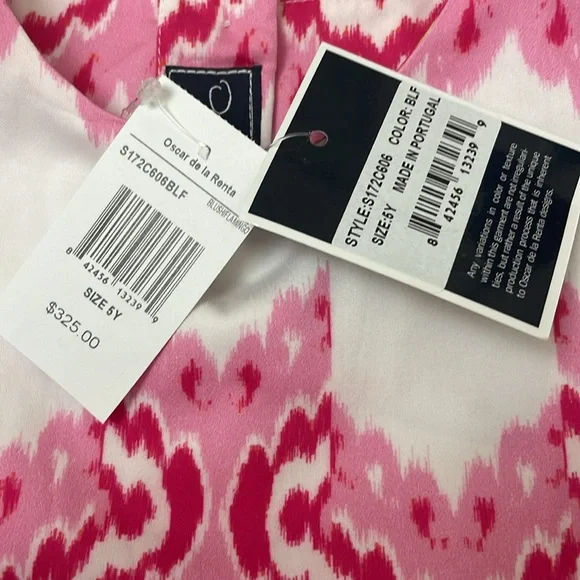 Oscar de la Renta
S172C606BLF
BLUSH/FLAMINGO
0 42456 13239 9
SIZE 5Y
$325.00
STYLE:S172C606 COLOR: BLF
SIZE:5Y MADE IN PORTUGAL
8 42456 13239 9
Any variations in color or texture
within this garment are not irregulari-
ties, but rather a result of the unique
production process that is inherent
to Oscar de la Renta designs.